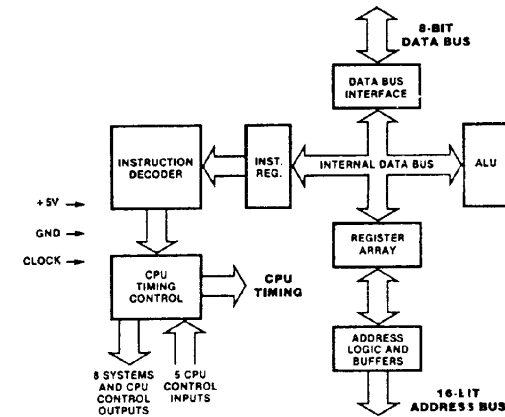 8-BIT
DATA BUS
DATA BUS
INTERFACE
INSTRUCTION
DECODER
INST.
REG.
INTERNAL DATA BUS
ALU
+5V
GND
CLOCK
REGISTER
ARRAY
CPU
TIMING
CONTROL
CPU
TIMING
ADDRESS
LOGIC AND
BUFFERS
8 SYSTEMS
AND CPU
CONTROL
OUTPUTS
5 CPU
CONTROL
INPUTS
16-LIT
ADDRESS BUS